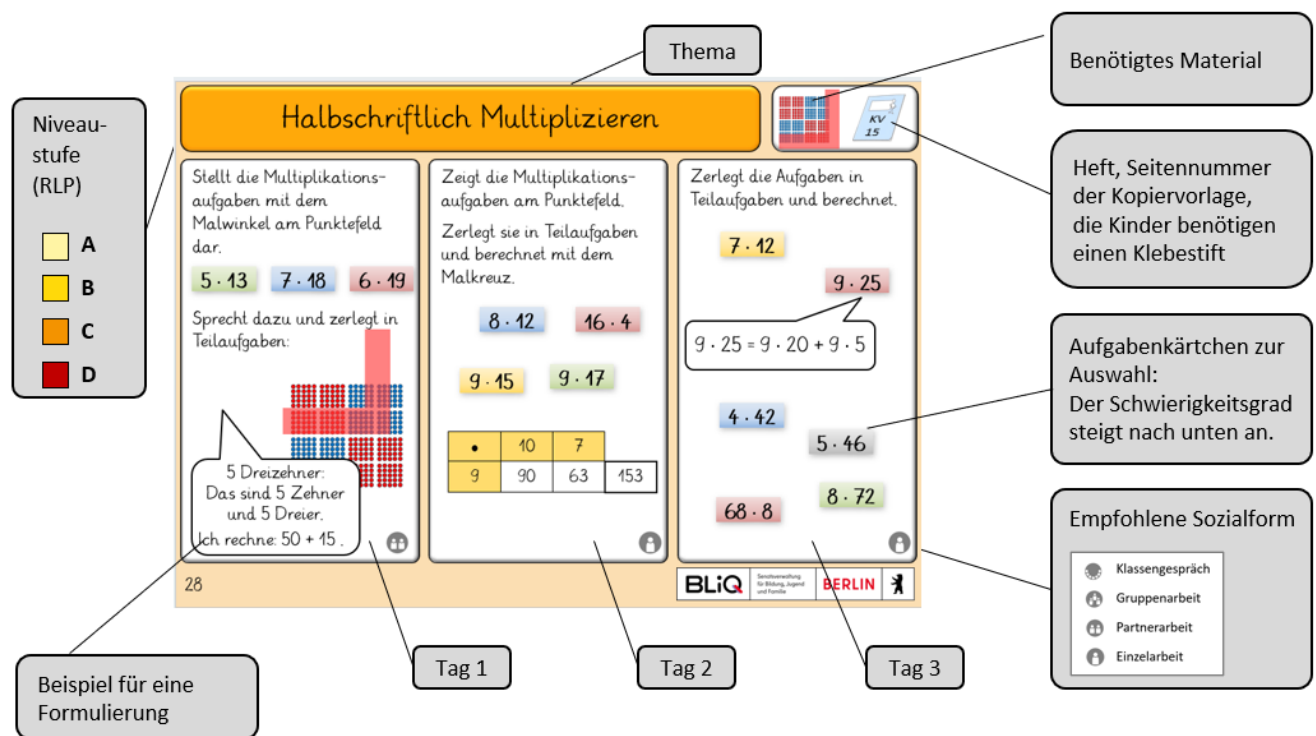 Thema
Benötigtes Material
Niveau-
stufe
(RLP)
A
B
C
D
Halbschriftlich Multiplizieren
KV
15
Heft, Seitennummer
der Kopiervorlage,
die Kinder benötigen
einen Klebestift
Stellt die Multiplikations-
aufgaben mit dem
Malwinkel am Punktefeld
dar.
5 · 13 7 · 18 6 · 19
Sprecht dazu und zerlegt in
Teilaufgaben:
5 Dreizehner:
Das sind 5 Zehner
und 5 Dreier.
Ich rechne: 50 + 15 .
Zeigt die Multiplikations-
aufgaben am Punktefeld.
Zerlegt sie in Teilaufgaben
und berechnet mit dem
Malkreuz.
8 · 12 16 · 4
9 · 15 9 · 17
• 10 7
9 90 63 153
Zerlegt die Aufgaben in
Teilaufgaben und berechnet.
7 · 12
9 · 25
9 · 25 = 9 · 20 + 9 · 5
4 · 42
5 · 46
8 · 72
68 · 8
Aufgabenkärtchen zur
Auswahl:
Der Schwierigkeitsgrad
steigt nach unten an.
Empfohlene Sozialform
Klassengespräch
Gruppenarbeit
Partnerarbeit
Einzelarbeit
28
BLiQ
Senatsverwaltung
für Bildung, Jugend
und Familie
BERLIN
Beispiel für eine
Formulierung
Tag 1
Tag 2
Tag 3